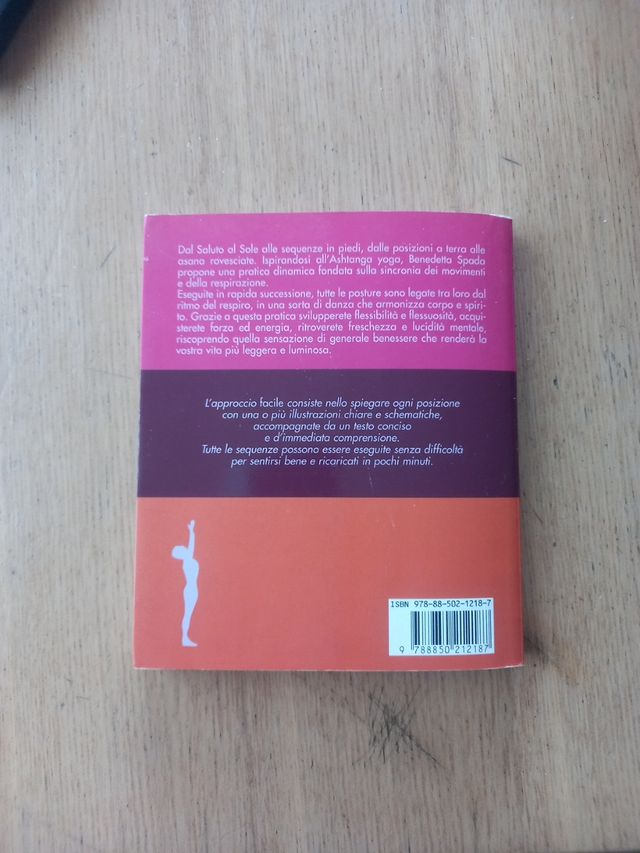 Dal Saluto al Sole alle sequenze in piedi, dalle posizioni a terra alle
asana rovesciate. Ispirandosi all'Ashtanga yoga, Benedetta Spada
propone una pratica dinamica fondata sulla sincronia dei movimenti
e della respirazione.
Eseguite in rapida successione, tutte le posture sono legate tra loro dal
ritmo del respiro, in una sorta di danza che armonizza corpo e spiri-
to. Grazie a questa pratica svilupperete flessibilità e flessuosità, acqui-
sterete forza ed energia, ritroverete freschezza e lucidità mentale,
riscoprendo quella sensazione di generale benessere che renderà la
vostra vita più leggera e luminosa.
L'approccio facile consiste nello spiegare ogni posizione
con una o più illustrazioni chiare e schematiche,
accompagnate da un testo conciso
e d'immediata comprensione.
Tutte le sequenze possono essere eseguite senza difficoltà
per sentirsi bene e ricaricati in pochi minuti.
ISBN 978-88-502-1218-7
9 788850 212187